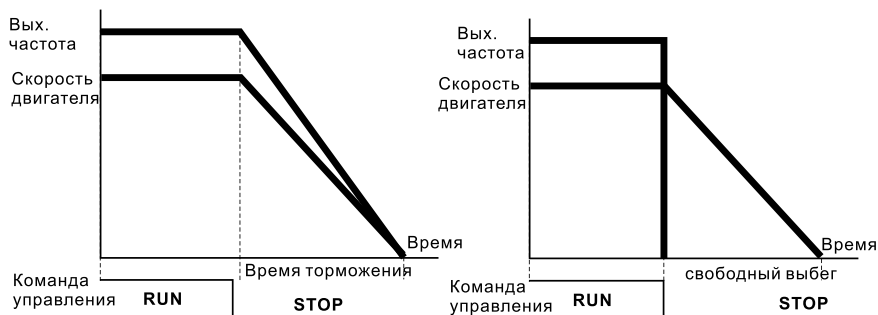 Вых.
частота
Скорость
двигателя
Время
Время торможения
Команда
управления
RUN
STOP
Вых.
частота
Скорость
двигателя
Время
свободный выбег
Команда
управления
RUN
STOP